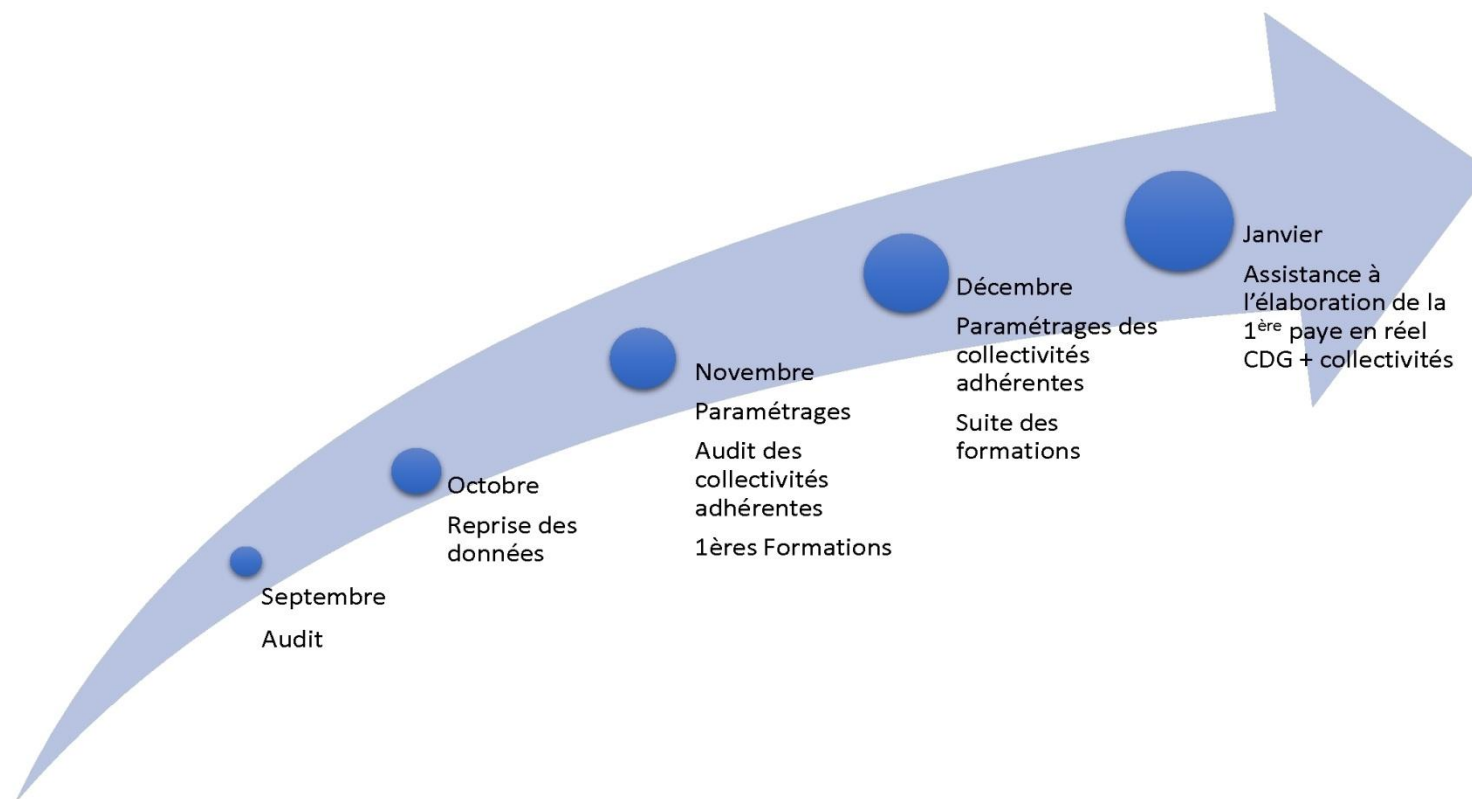 Septembre
Audit
Octobre
Reprise des
données
Novembre
Paramétrages
Audit des
collectivités
adhérentes
1ères Formations
Décembre
Paramétrages des
collectivités
adhérentes
Suite des
formations
Janvier
Assistance à
l’élaboration de la
1ère paye en réel
CDG + collectivités